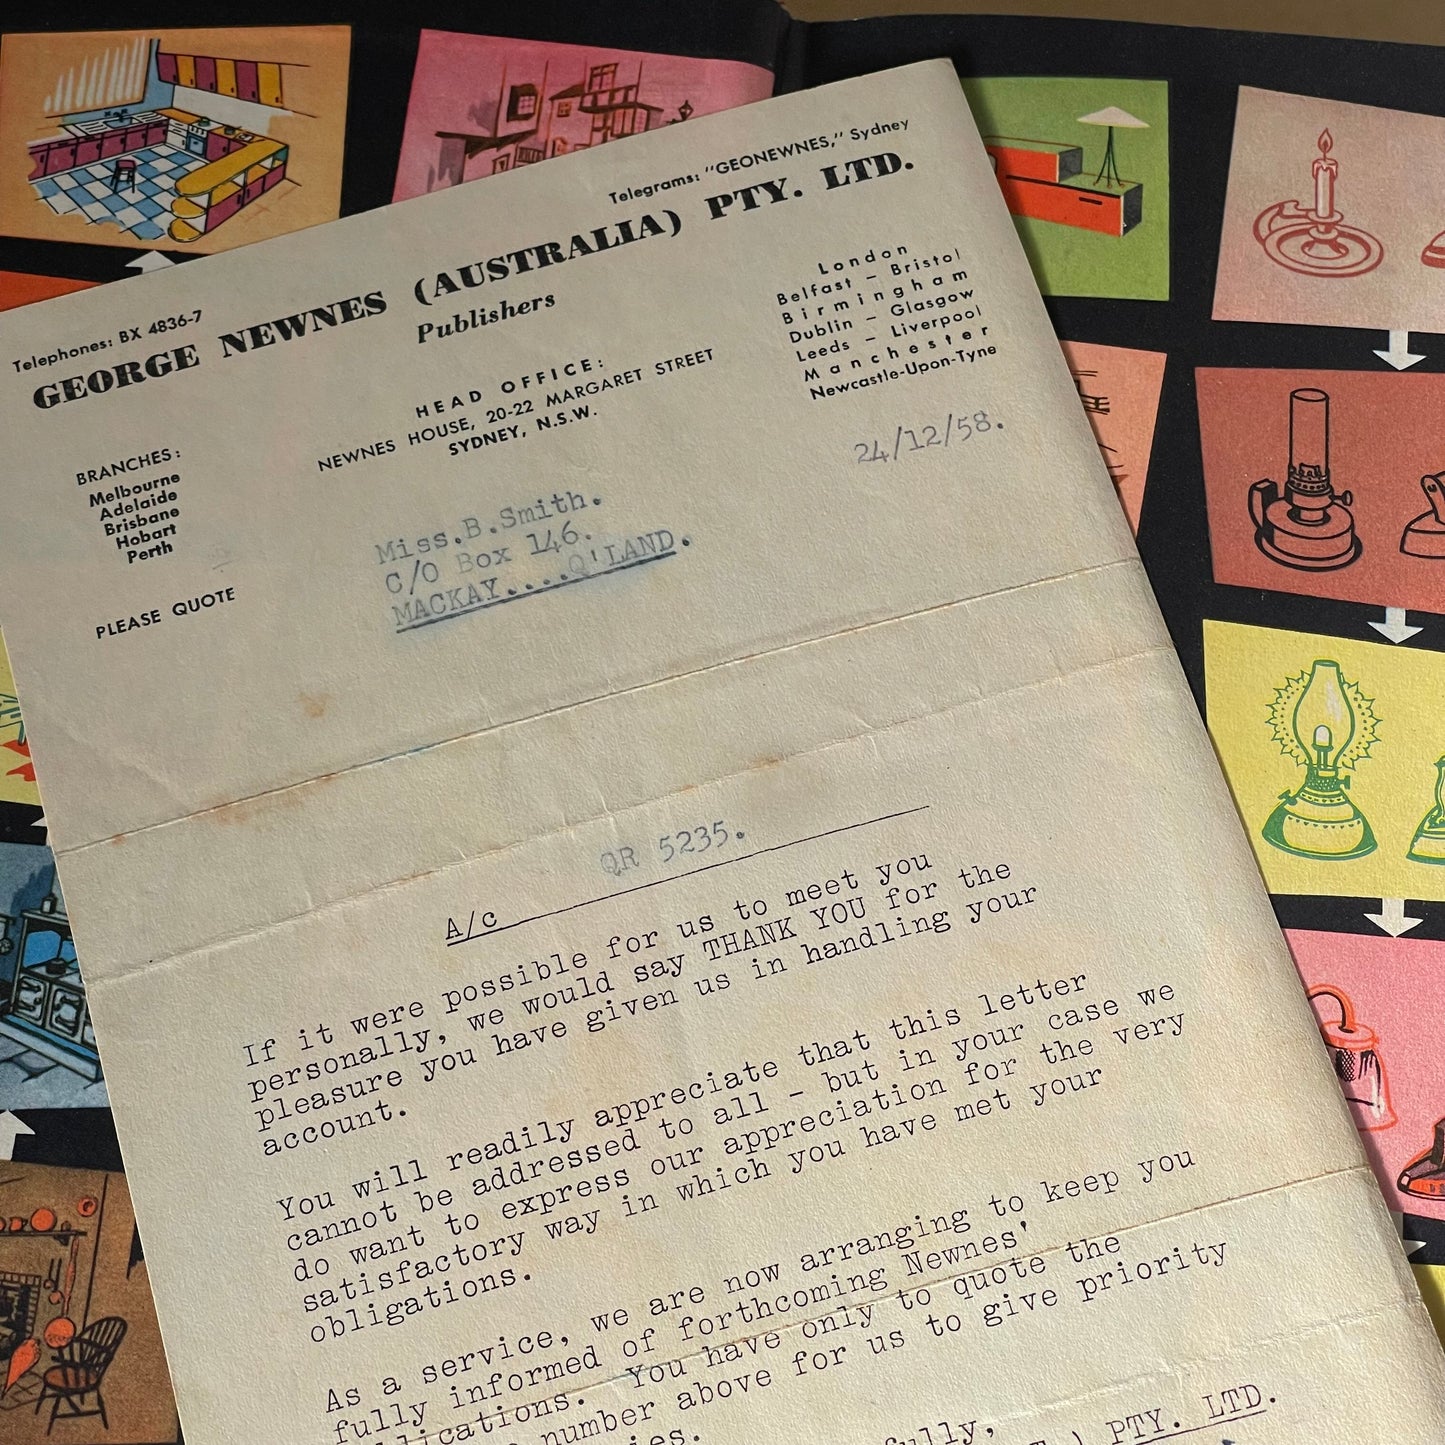 Telephones: BX 4836-7
Telegrams: "GEONEWNES," Sydney
GEORGE NEWNES (AUSTRALIA) PTY. LTD.
Publishers
HEAD OFFICE:
NEWNES HOUSE, 20-22 MARGARET STREET
SYDNEY, N.S.W.
London
Belfast – Bristol
Birmingham
Dublin – Glasgow
Leeds – Liverpool
Manchester
Newcastle-Upon-Tyne
BRANCHES:
Melbourne
Adelaide
Brisbane
Hobart
Perth
24/12/58.
Miss.B.Smith.
C/O Box 146.
MACKAY....Q'LAND.
PLEASE QUOTE
QR 5235.
A/c
If it were possible for us to meet you
personally, we would say THANK YOU for the
pleasure you have given us in handling your
account.
You will readily appreciate that this letter
cannot be addressed to all - but in your case we
do want to express our appreciation for the very
satisfactory way in which you have met your
obligations.
As a service, we are now arranging to keep you
fully informed of forthcoming Newnes'
You have only to quote the
number above for us to give priority
PTY. LTD.